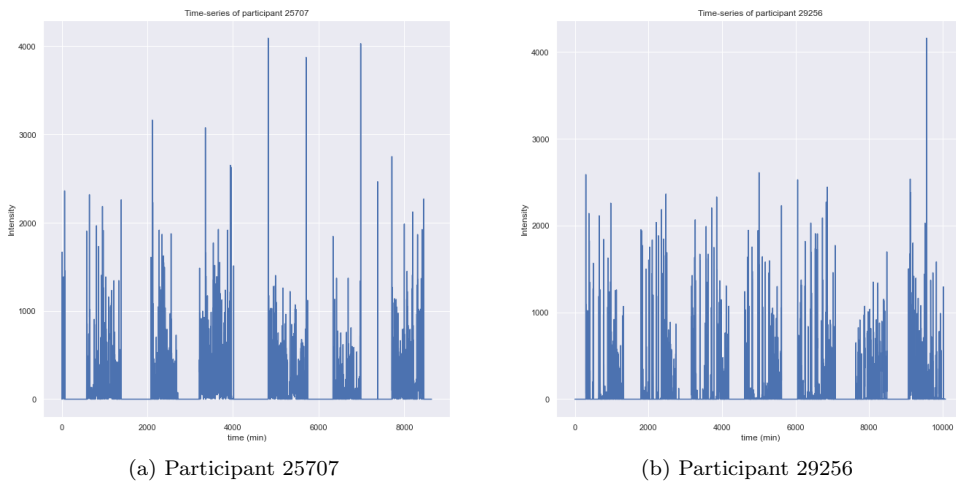 Time-series of participant 25707
4000
3000
2000
1000
0
Intensity
0 2000 4000 6000 8000
time (min)
(a) Participant 25707
Time-series of participant 29256
4000
3000
2000
1000
0
Intensity
0 2000 4000 6000 8000 10000
time (min)
(b) Participant 29256